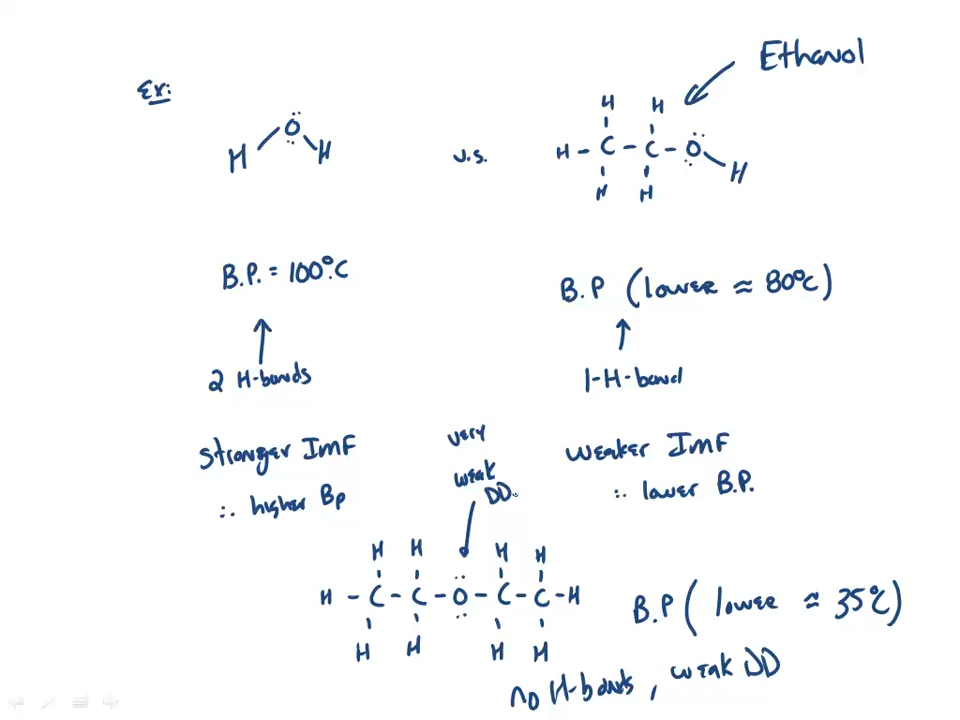 Ethanol
Ex:
H H
H O H v.s. H - C - C - O H
H H
B.P. = 100°C B.P (lower ≈ 80°C)
2 H-bonds 1-H-bond
very
stronger IMF weaker IMF
weak
DD
∴ higher Bp ∴ lower B.P.
H H H H
H - C - C - O - C - C - H B.P ( lower ≈ 35°C)
H H H H
no H-bonds, weak DD